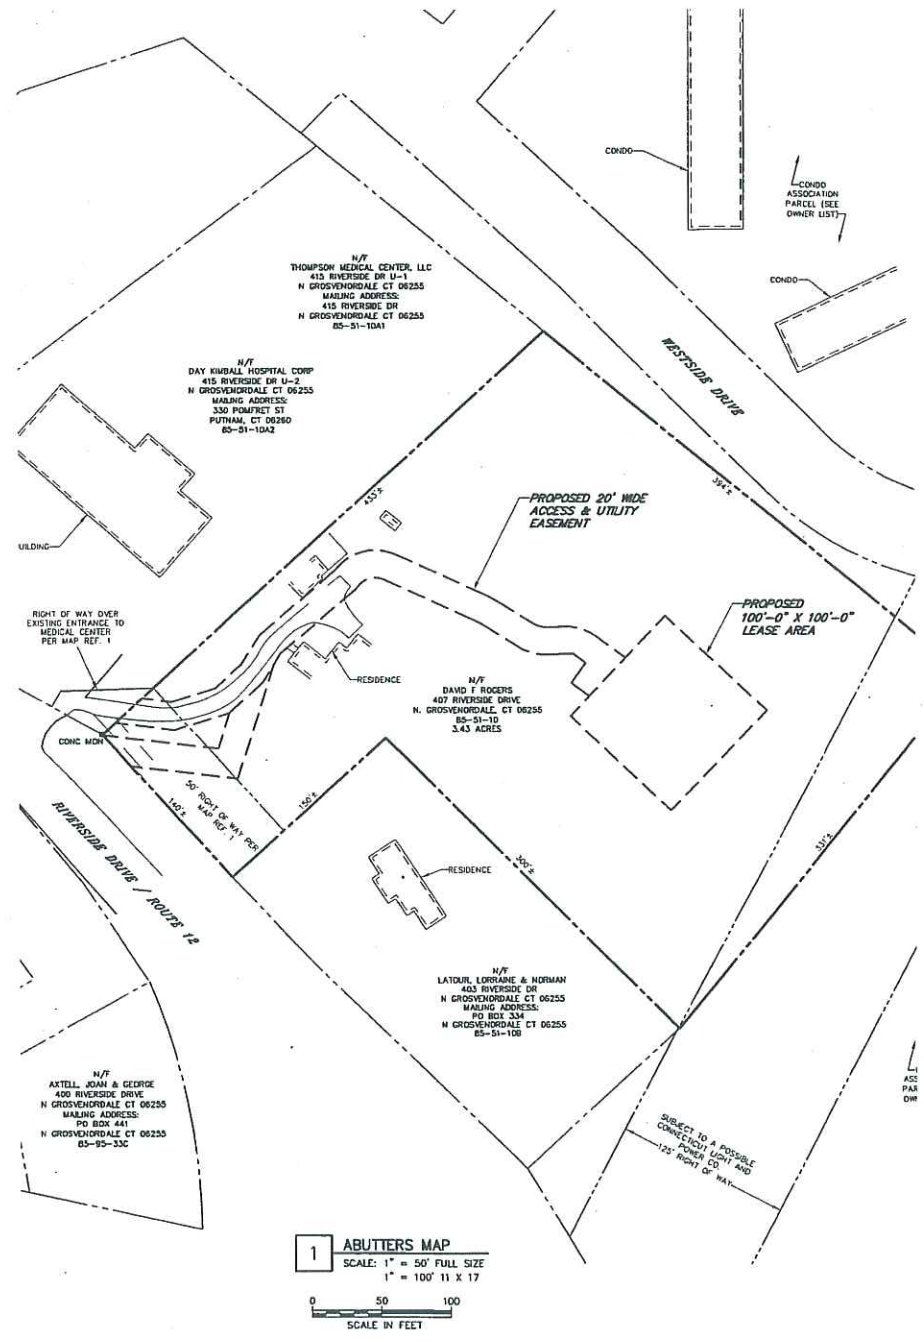 CONDO
CONDO
ASSOCIATION
PARCEL (SEE
OWNER LIST)
CONDO
N/F
THOMPSON MEDICAL CENTER, LLC
415 RIVERSIDE DR U-1
N GROSVENORDALE CT 06255
MAILING ADDRESS:
415 RIVERSIDE DR
N GROSVENORDALE CT 06255
85-51-10A1
WESTSIDE DRIVE
N/F
DAY KIMBALL HOSPITAL CORP
415 RIVERSIDE DR U-2
N GROSVENORDALE CT 06255
MAILING ADDRESS:
330 POMFRET ST
PUTNAM, CT 06260
85-51-10A2
433'±
394'±
PROPOSED 20' WIDE
ACCESS & UTILITY
EASEMENT
UILDING
RIGHT OF WAY OVER
EXISTING ENTRANCE TO
MEDICAL CENTER
PER MAP REF. 1
PROPOSED
100'-0" X 100'-0"
LEASE AREA
RESIDENCE
N/F
DAVID F ROGERS
407 RIVERSIDE DRIVE
N. GROSVENORDALE, CT 06255
85-51-10
3.43 ACRES
CONC MON
50' RIGHT OF WAY PER
MAP REF. 1
140'±
150'±
RIVERSIDE DRIVE / ROUTE 12
300'±
331'±
RESIDENCE
N/F
LATOUR, LORRAINE & NORMAN
403 RIVERSIDE DR
N GROSVENORDALE CT 06255
MAILING ADDRESS:
PO BOX 334
N GROSVENORDALE CT 06255
85-51-10B
N/F
AXTELL, JOAN & GEORGE
400 RIVERSIDE DRIVE
N GROSVENORDALE CT 06255
MAILING ADDRESS:
PO BOX 441
N GROSVENORDALE CT 06255
85-95-33C
ASS
PAR
OW
SUBJECT TO A POSSIBLE
CONNECTICUT LIGHT AND
POWER CO.
125' RIGHT OF WAY
1
ABUTTERS MAP
SCALE: 1" = 50' FULL SIZE
1" = 100' 11 X 17
0 50 100
SCALE IN FEET